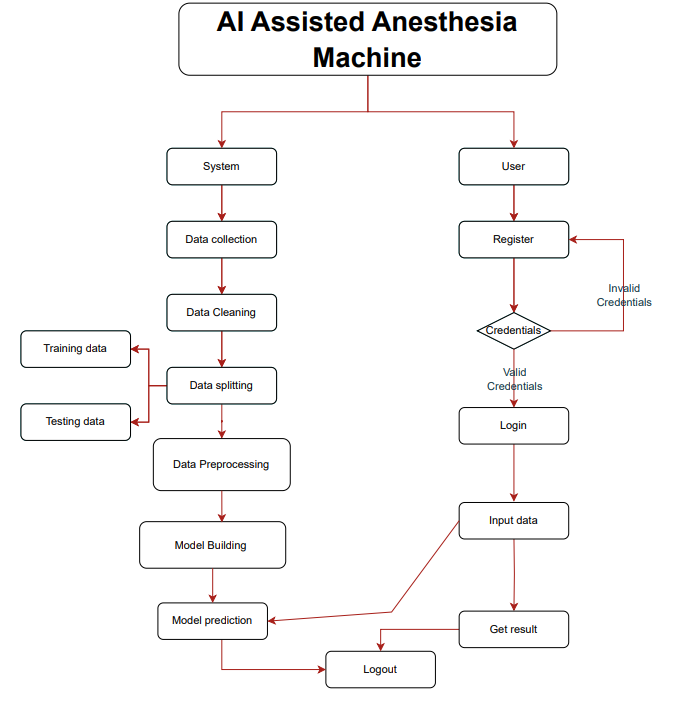 AI Assisted Anesthesia
Machine
System
User
Data collection
Register
Invalid
Credentials
Data Cleaning
Credentials
Training data
Valid
Credentials
Data splitting
Testing data
Login
Data Preprocessing
Input data
Model Building
Model prediction
Get result
Logout